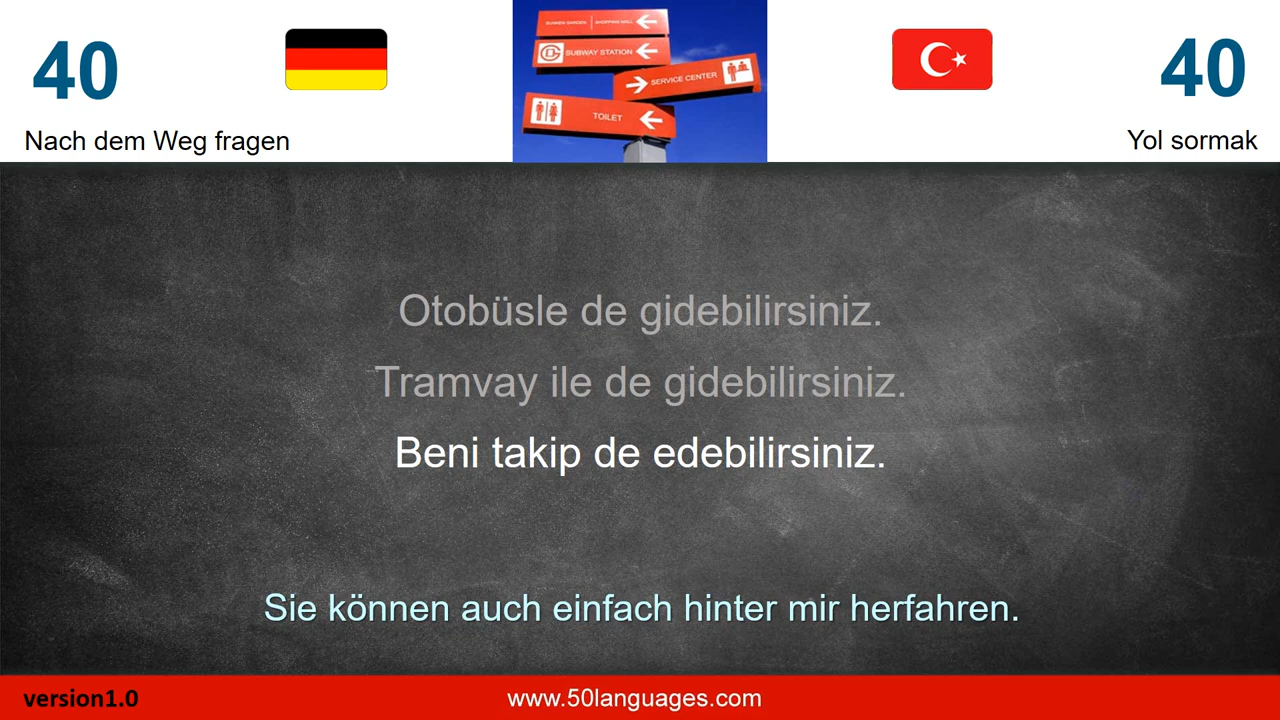 40
Nach dem Weg fragen
SUNKEN GARDEN | SHOPPING MALL
SUBWAY STATION
SERVICE CENTER
TOILET
40
Yol sormak
Otobüsle de gidebilirsiniz.
Tramvay ile de gidebilirsiniz.
Beni takip de edebilirsiniz.
Sie können auch einfach hinter mir herfahren.
version1.0
www.50languages.com